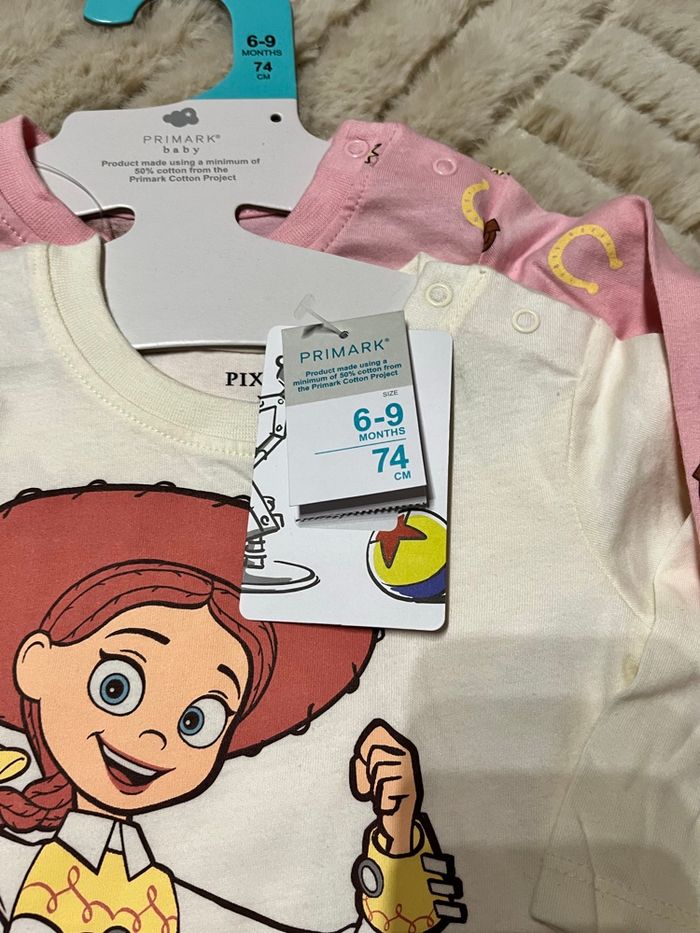 6-9
MONTHS
74
CM
PRIMARK®
baby
Product made using a minimum of
50% cotton from the
Primark Cotton Project
PIX
PRIMARK®
Product made using a
minimum of 50% cotton from
the Primark Cotton Project
SIZE
6-9
MONTHS
74
CM